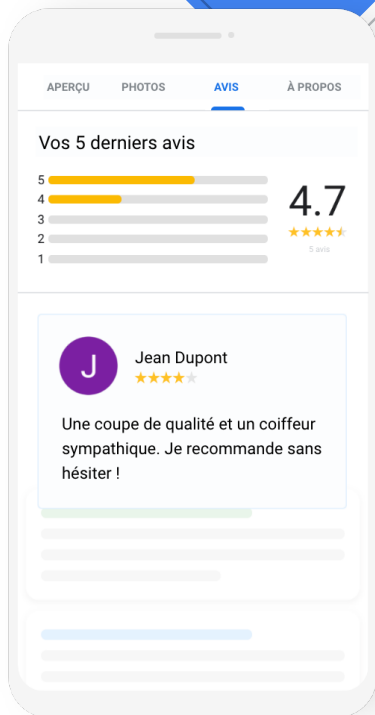 APERÇU PHOTOS AVIS À PROPOS
Vos 5 derniers avis
5
4
3
2
1
4.7
5 avis
J
Jean Dupont
Une coupe de qualité et un coiffeur
sympathique. Je recommande sans
hésiter !